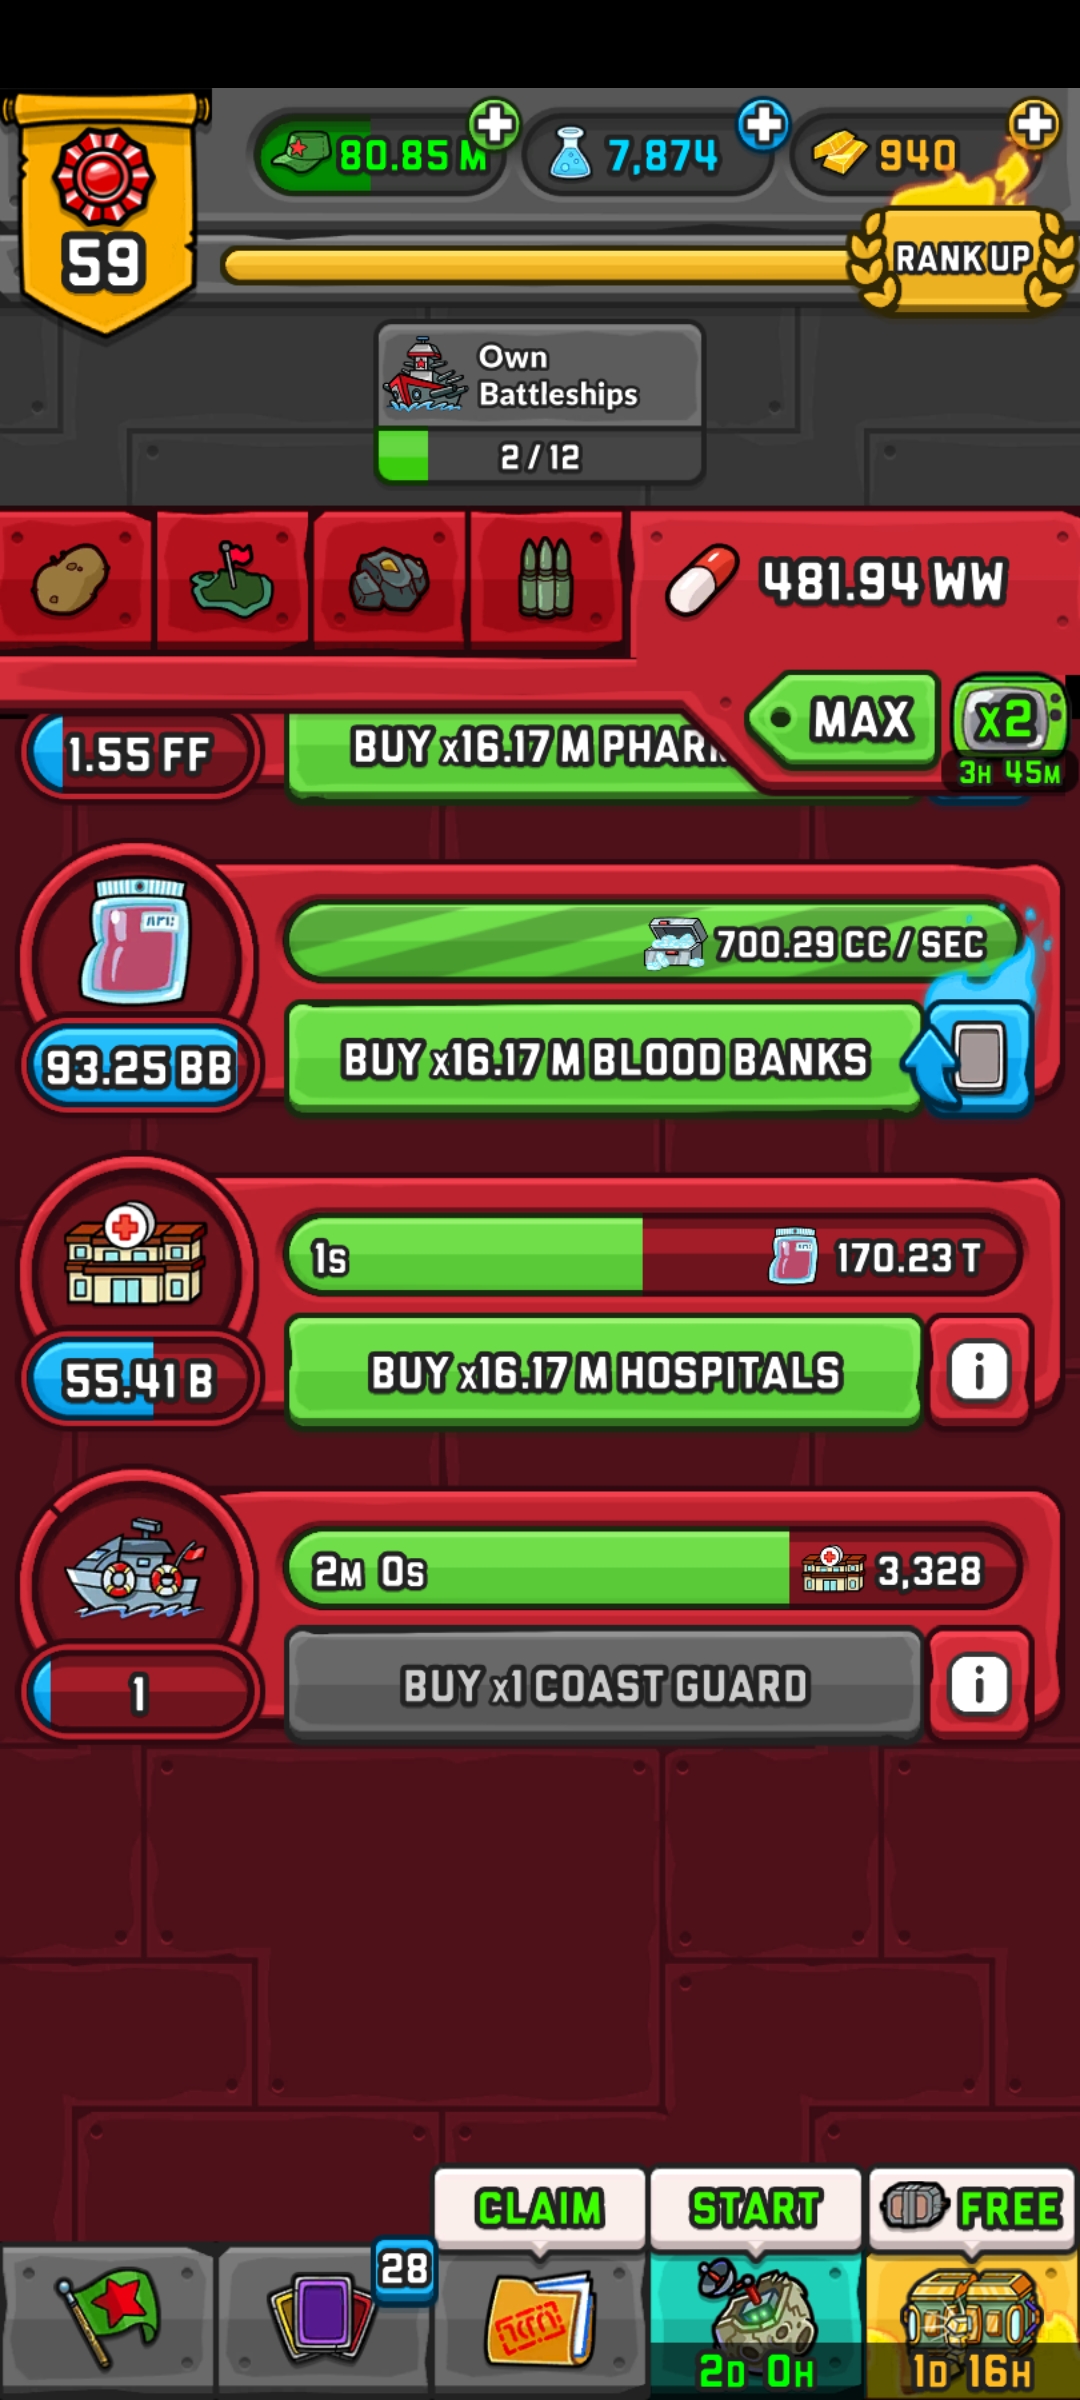 80.85 M
7,874
940
59
RANK UP
Own
Battleships
2 / 12
481.94 WW
MAX
x2
3H 45M
1.55 FF
BUY x16.17 M PHARM
700.29 CC / SEC
93.25 BB
BUY x16.17 M BLOOD BANKS
1s
170.23 T
55.41 B
BUY x16.17 M HOSPITALS
i
2M 0s
3,328
1
BUY x1 COAST GUARD
i
CLAIM
START
FREE
28
2D 0H
1D 16H